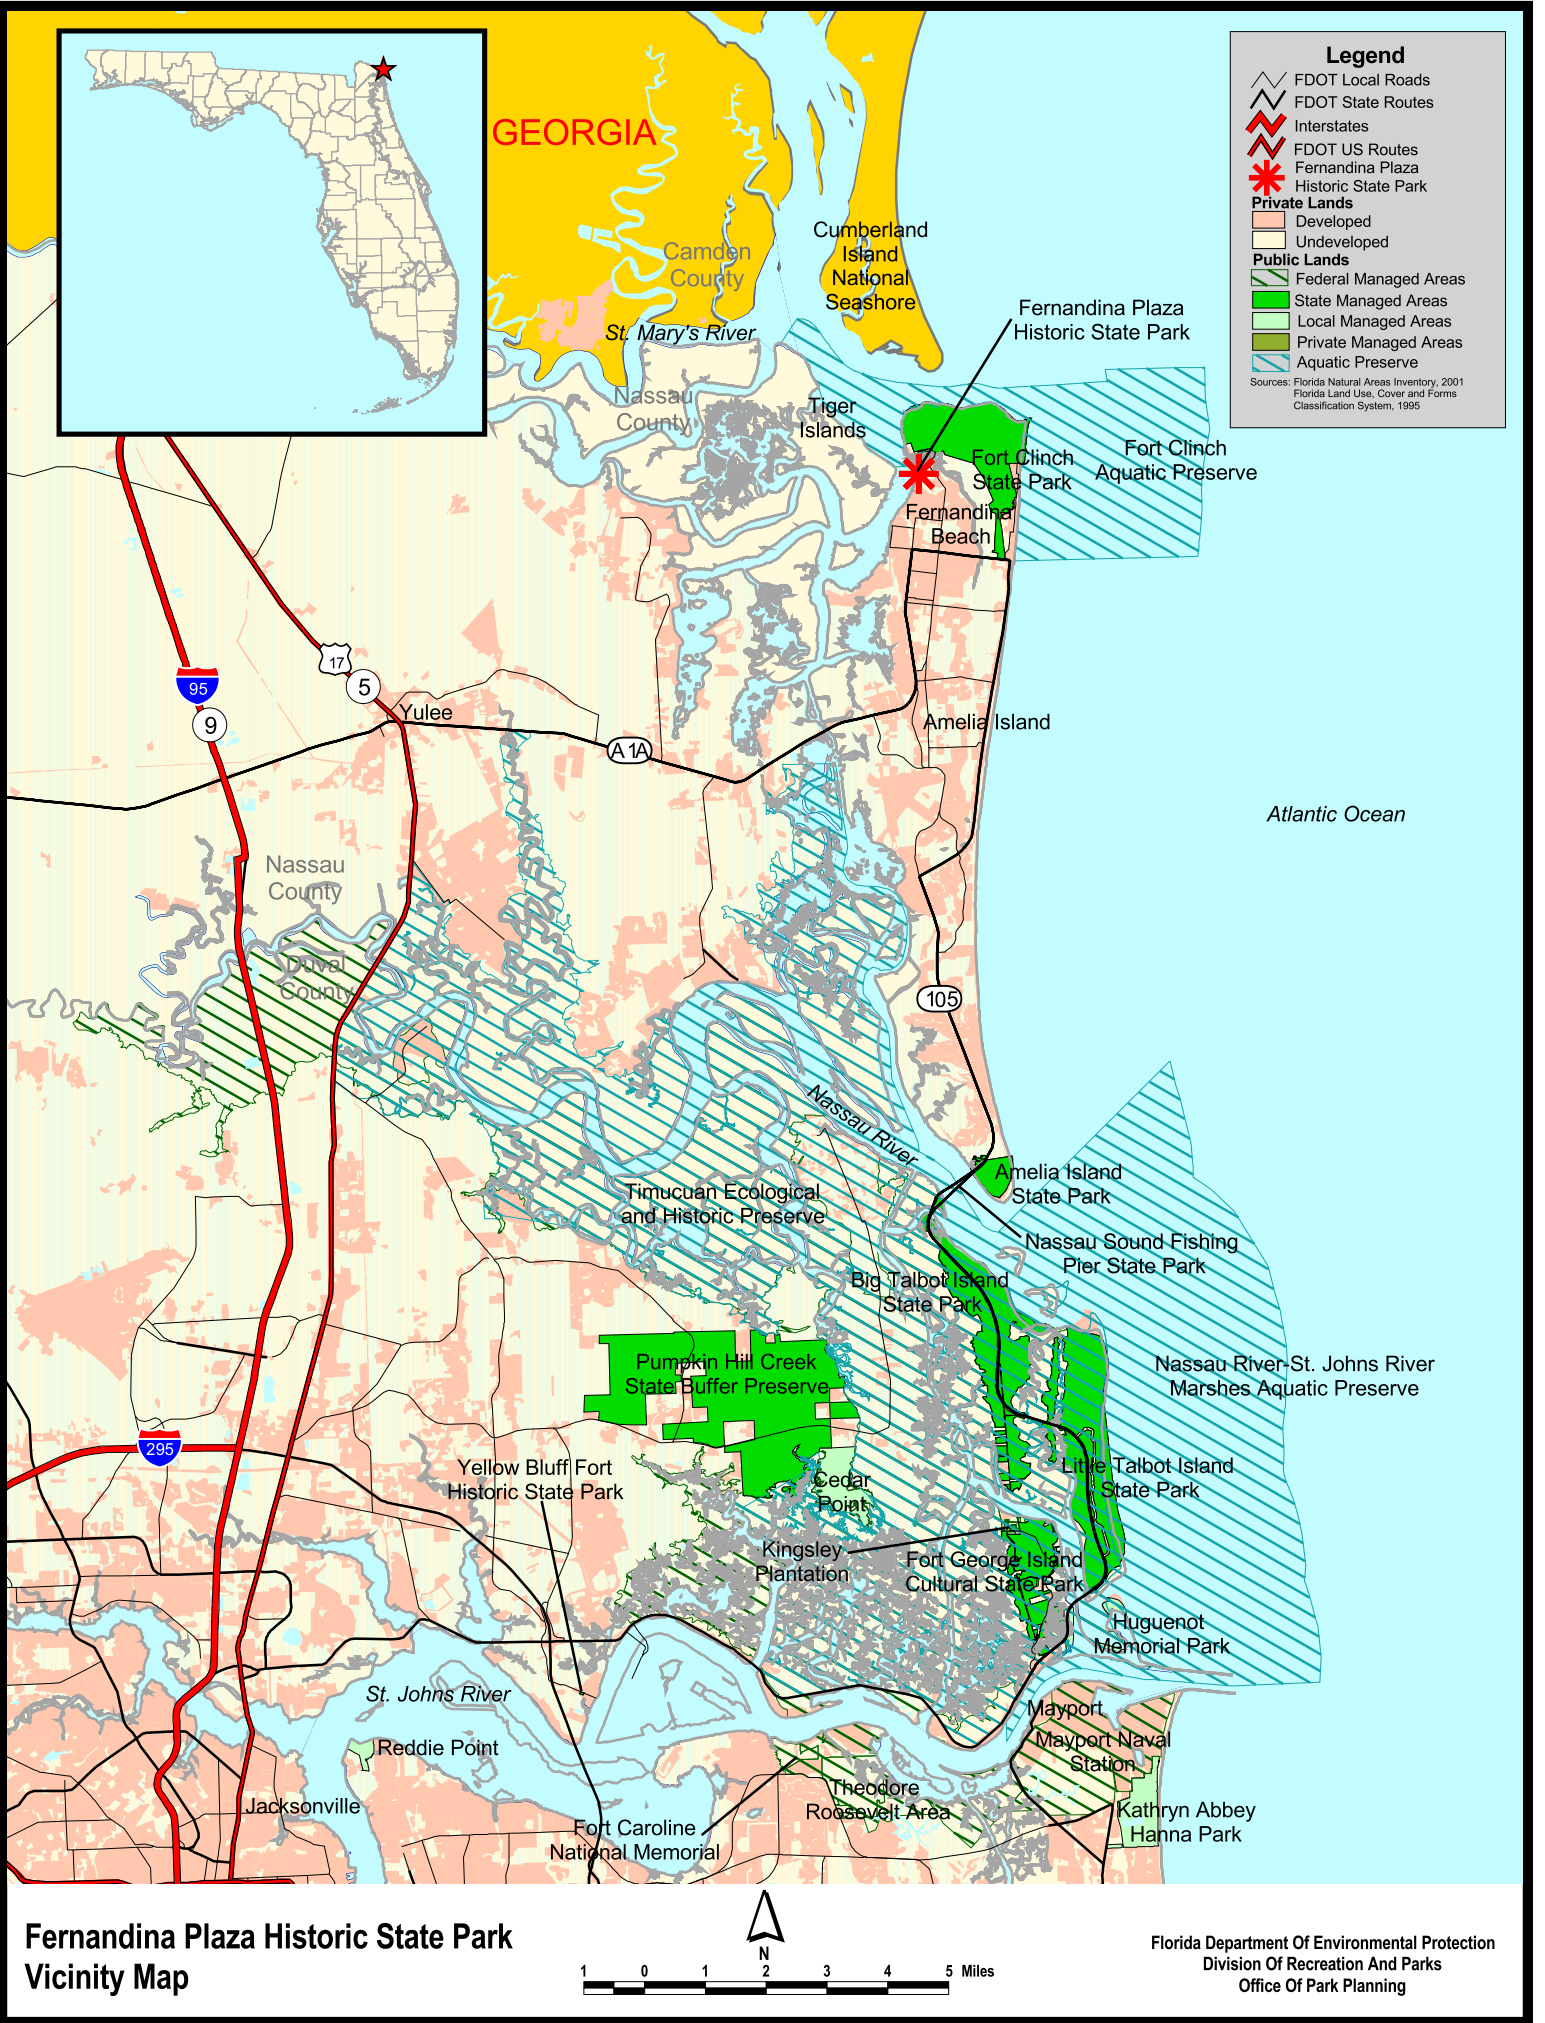 Legend
FDOT Local Roads
FDOT State Routes
Interstates
FDOT US Routes
Fernandina Plaza
Historic State Park
Private Lands
Developed
Undeveloped
Public Lands
Federal Managed Areas
State Managed Areas
Local Managed Areas
Private Managed Areas
Aquatic Preserve
Sources: Florida Natural Areas Inventory, 2001
Florida Land Use, Cover and Forms
Classification System, 1995
GEORGIA
Camden
County
Cumberland
Island
National
Seashore
St. Mary's River
Fernandina Plaza
Historic State Park
Nassau
County
Tiger
Islands
Fort Clinch
State Park
Fort Clinch
Aquatic Preserve
Fernandina
Beach
17
5
95
9
Yulee
A1A
Amelia Island
Atlantic Ocean
Nassau
County
Duval
County
105
Nassau River
Amelia Island
State Park
Timucuan Ecological
and Historic Preserve
Nassau Sound Fishing
Pier State Park
Big Talbot Island
State Park
Pumpkin Hill Creek
State Buffer Preserve
Nassau River-St. Johns River
Marshes Aquatic Preserve
295
Yellow Bluff Fort
Historic State Park
Cedar
Point
Little Talbot Island
State Park
Kingsley
Plantation
Fort George Island
Cultural State Park
Huguenot
Memorial Park
St. Johns River
Mayport
Mayport Naval
Station
Reddie Point
Jacksonville
Theodore
Roosevelt Area
Fort Caroline
National Memorial
Kathryn Abbey
Hanna Park
Fernandina Plaza Historic State Park
Vicinity Map
N
1 0 1 2 3 4 5 Miles
Florida Department Of Environmental Protection
Division Of Recreation And Parks
Office Of Park Planning